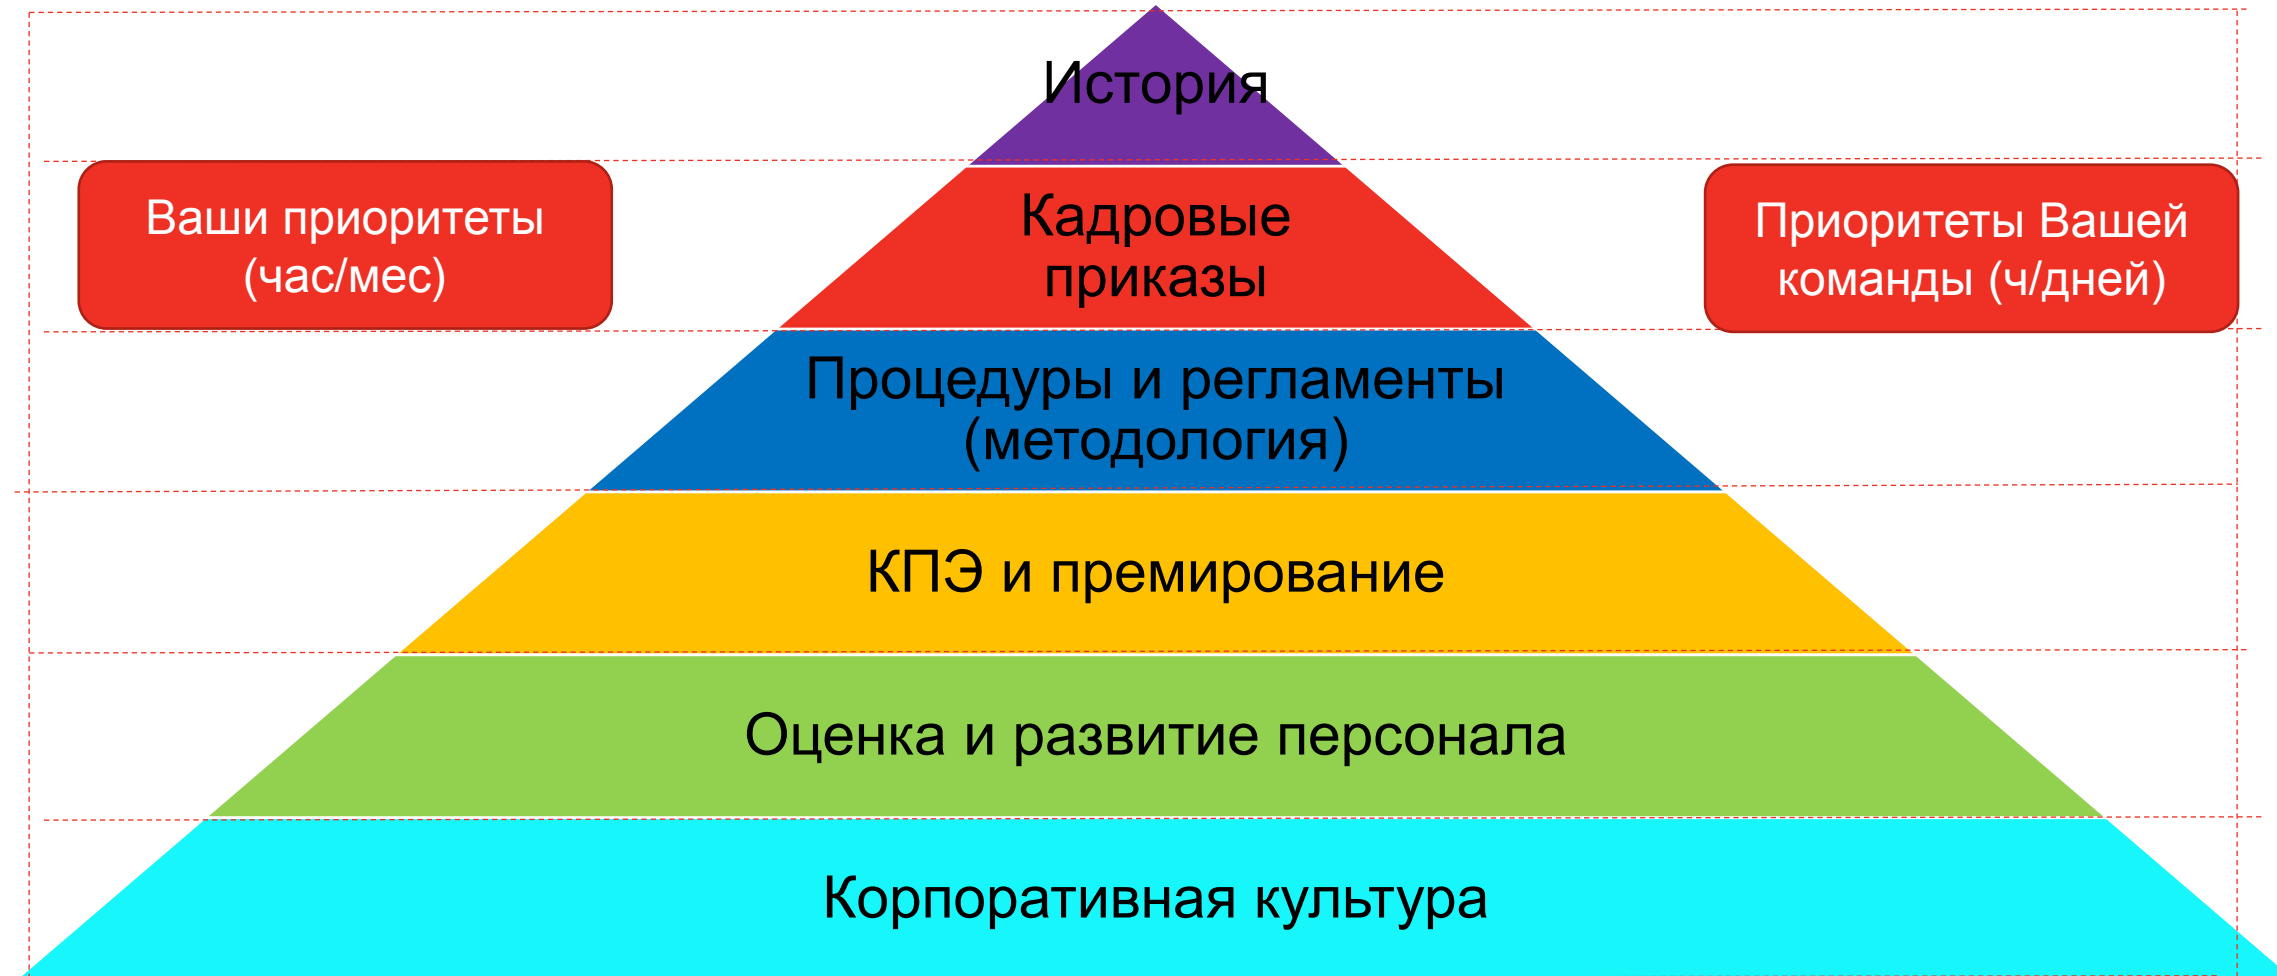 История
Ваши приоритеты
(час/мес)
Кадровые
приказы
Приоритеты Вашей
команды (ч/дней)
Процедуры и регламенты
(методология)
КПЭ и премирование
Оценка и развитие персонала
Корпоративная культура